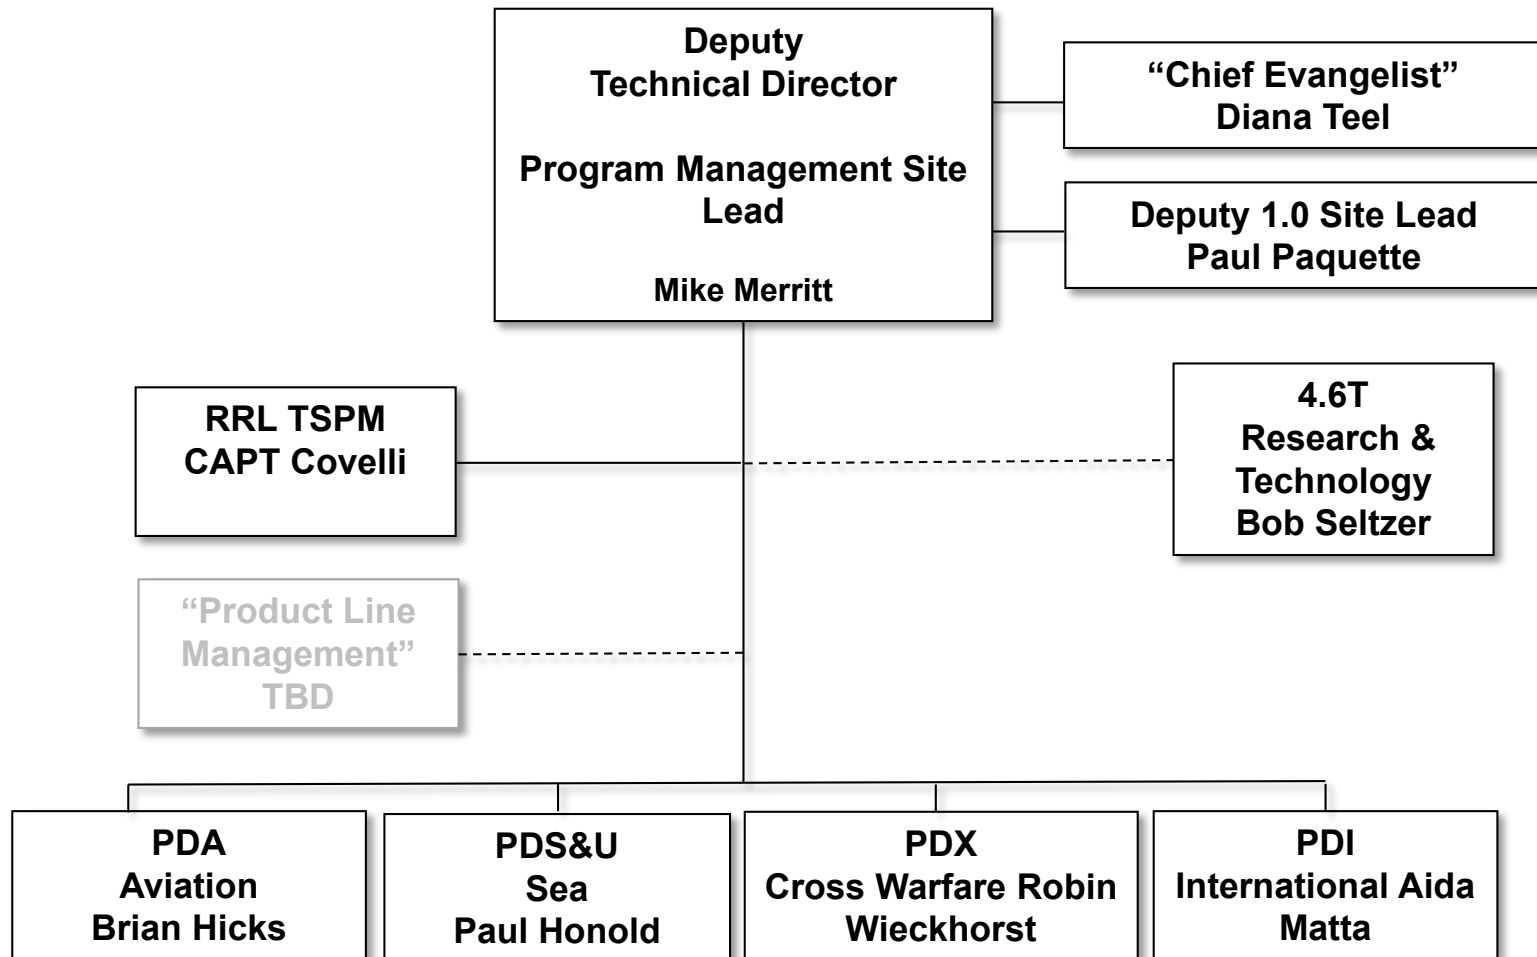 Deputy
Technical Director
Program Management Site
Lead
Mike Merritt
“Chief Evangelist”
Diana Teel
Deputy 1.0 Site Lead
Paul Paquette
RRL TSPM
CAPT Covelli
4.6T
Research &
Technology
Bob Seltzer
“Product Line
Management”
TBD
PDA
Aviation
Brian Hicks
PDS&U
Sea
Paul Honold
PDX
Cross Warfare Robin
Wieckhorst
PDI
International Aida
Matta